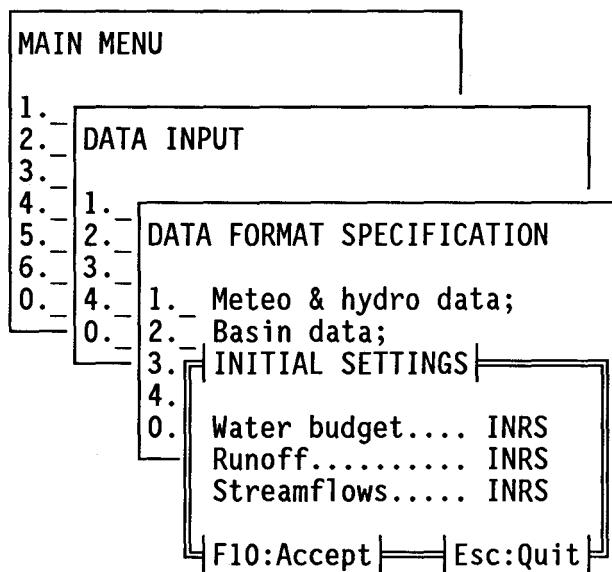 MAIN MENU
1._
2._
3._
4._
5._
6._
0._
DATA INPUT
1._
2._
3._
4._
0._
DATA FORMAT SPECIFICATION
1._ Meteo & hydro data;
2._ Basin data;
3.
4.
0.
INITIAL SETTINGS
Water budget.... INRS
Runoff.......... INRS
Streamflows..... INRS
F10:Accept
Esc:Quit